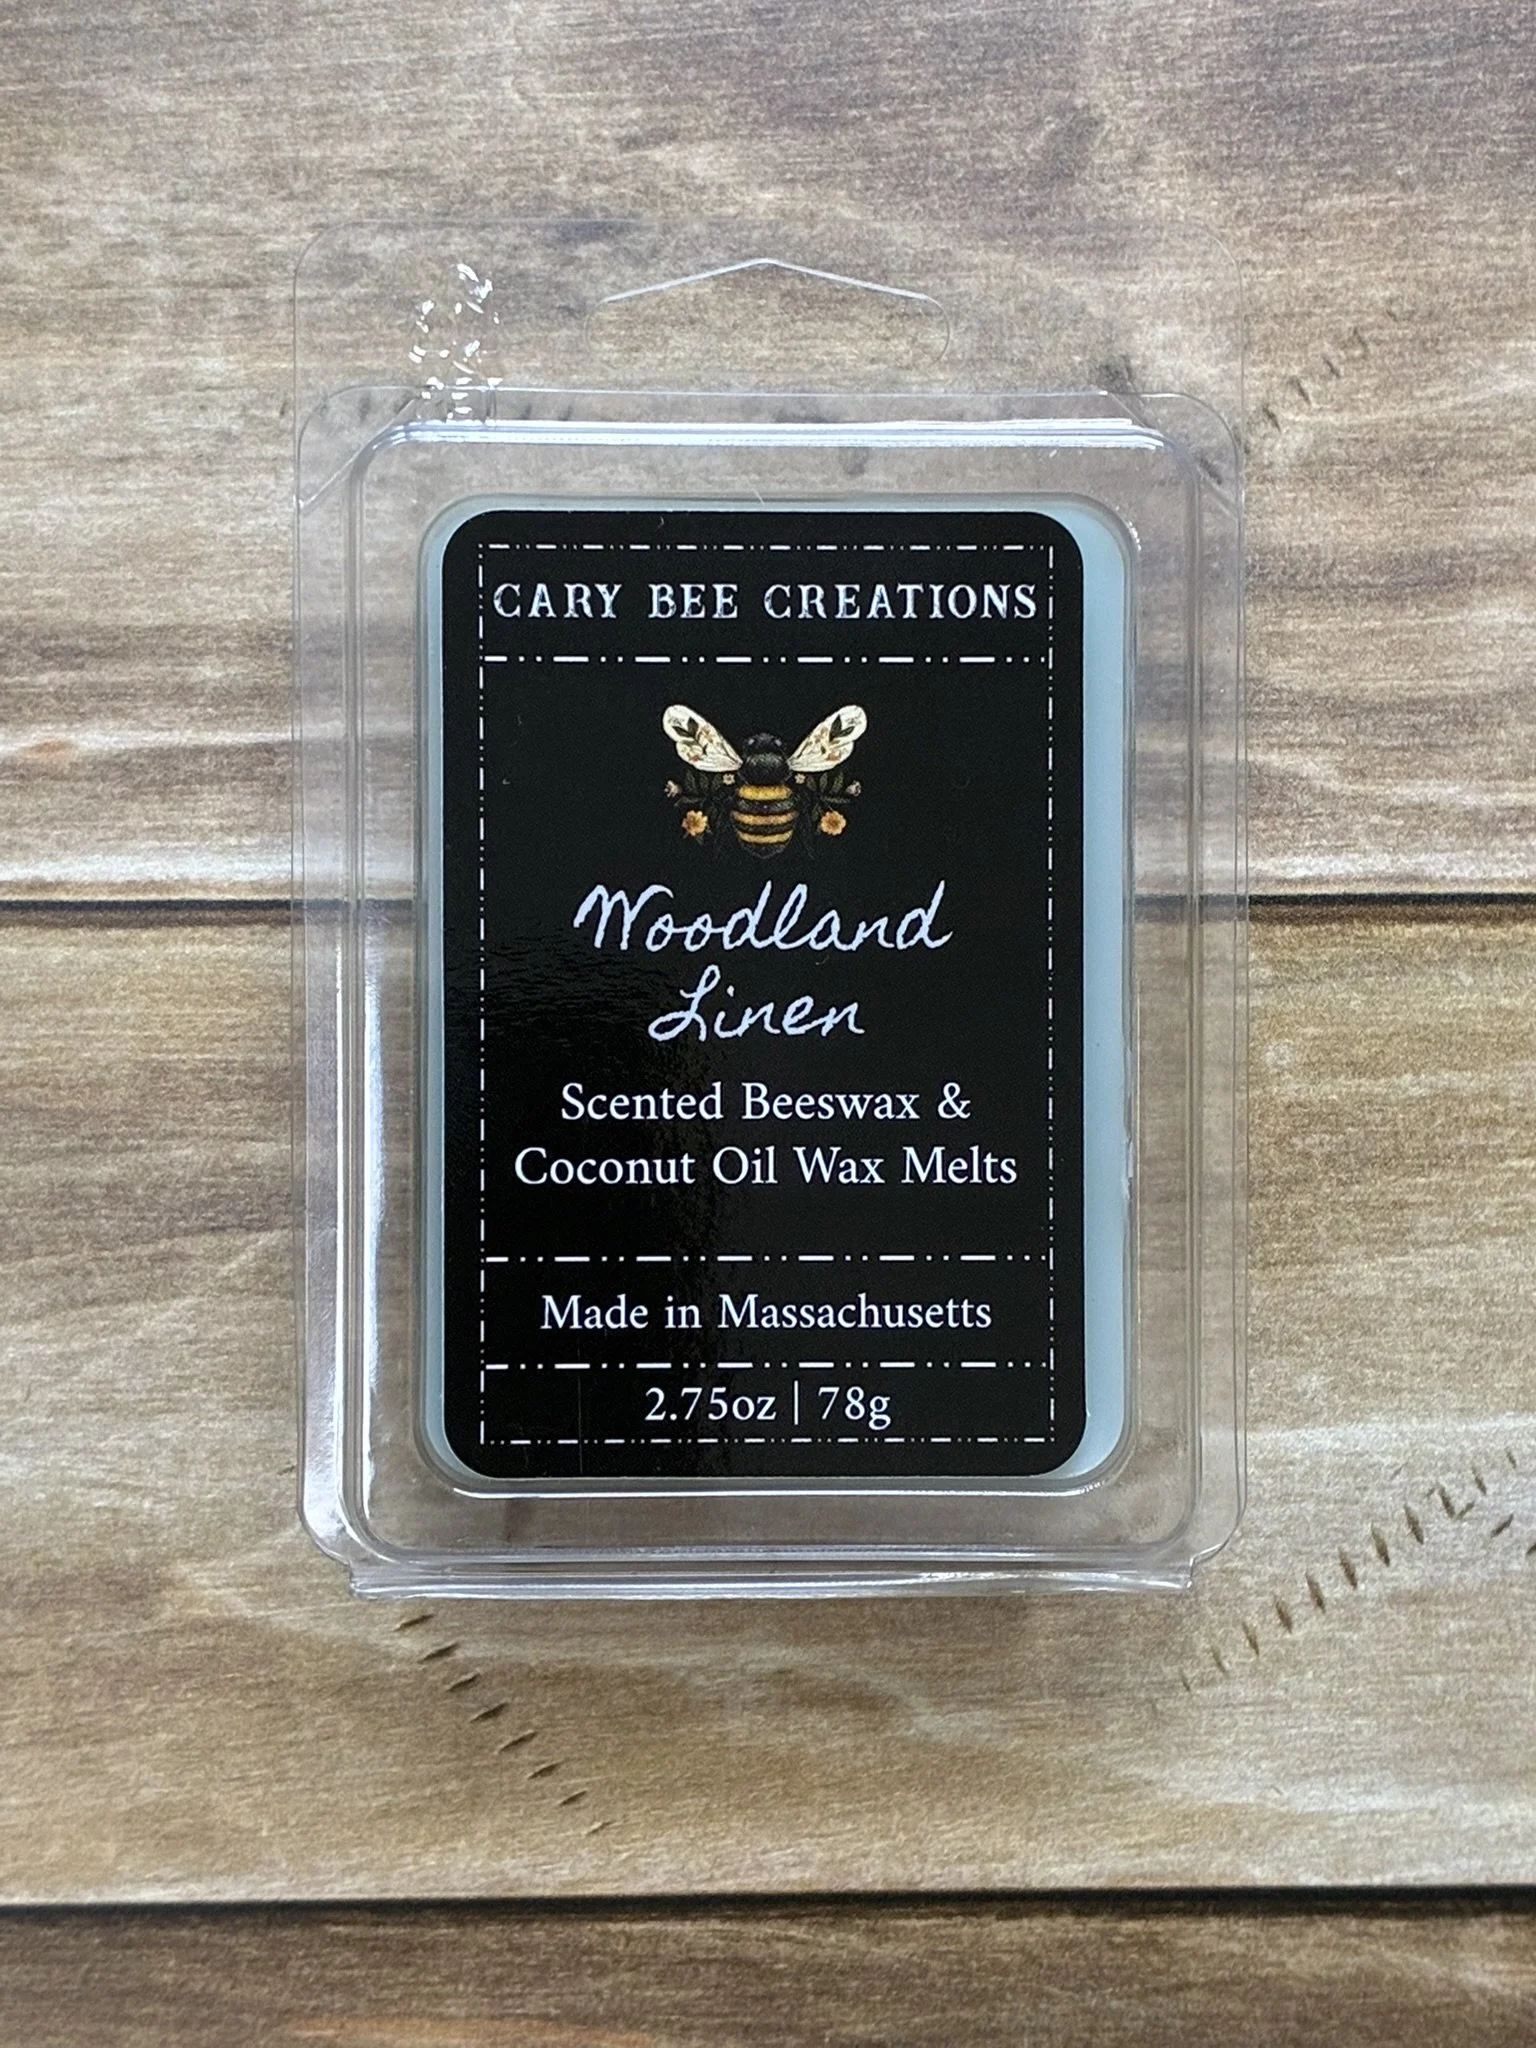 CARY BEE CREATIONS
Woodland
Linen
Scented Beeswax &
Coconut Oil Wax Melts
Made in Massachusetts
2.75oz | 78g